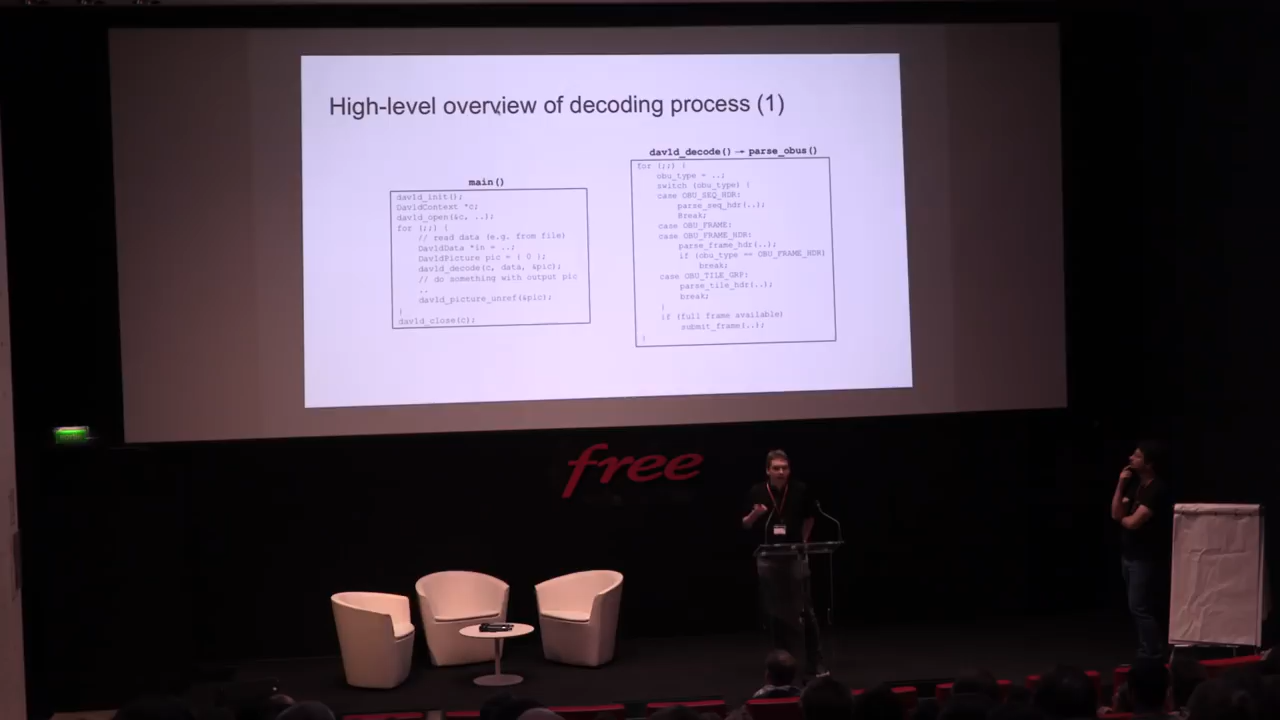 High-level overview of decoding process (1)
main()
dav1d_init();
Dav1dContext *c;
dav1d_open(&c, ..);
for (;;) {
// read data (e.g. from file)
Dav1dData *in = ..;
Dav1dPicture pic = { 0 };
dav1d_decode(c, data, &pic);
// do something with output pic
..
dav1d_picture_unref(&pic);
}
dav1d_close(c);
dav1d_decode() → parse_obus()
for (;;) {
obu_type = ..;
switch (obu_type) {
case OBU_SEQ_HDR:
parse_seq_hdr(..);
Break;
case OBU_FRAME:
case OBU_FRAME_HDR:
parse_frame_hdr(..);
if (obu_type == OBU_FRAME_HDR)
break;
case OBU_TILE_GRP:
parse_tile_hdr(..);
break;
}
if (full frame available)
submit_frame(..);
}
free